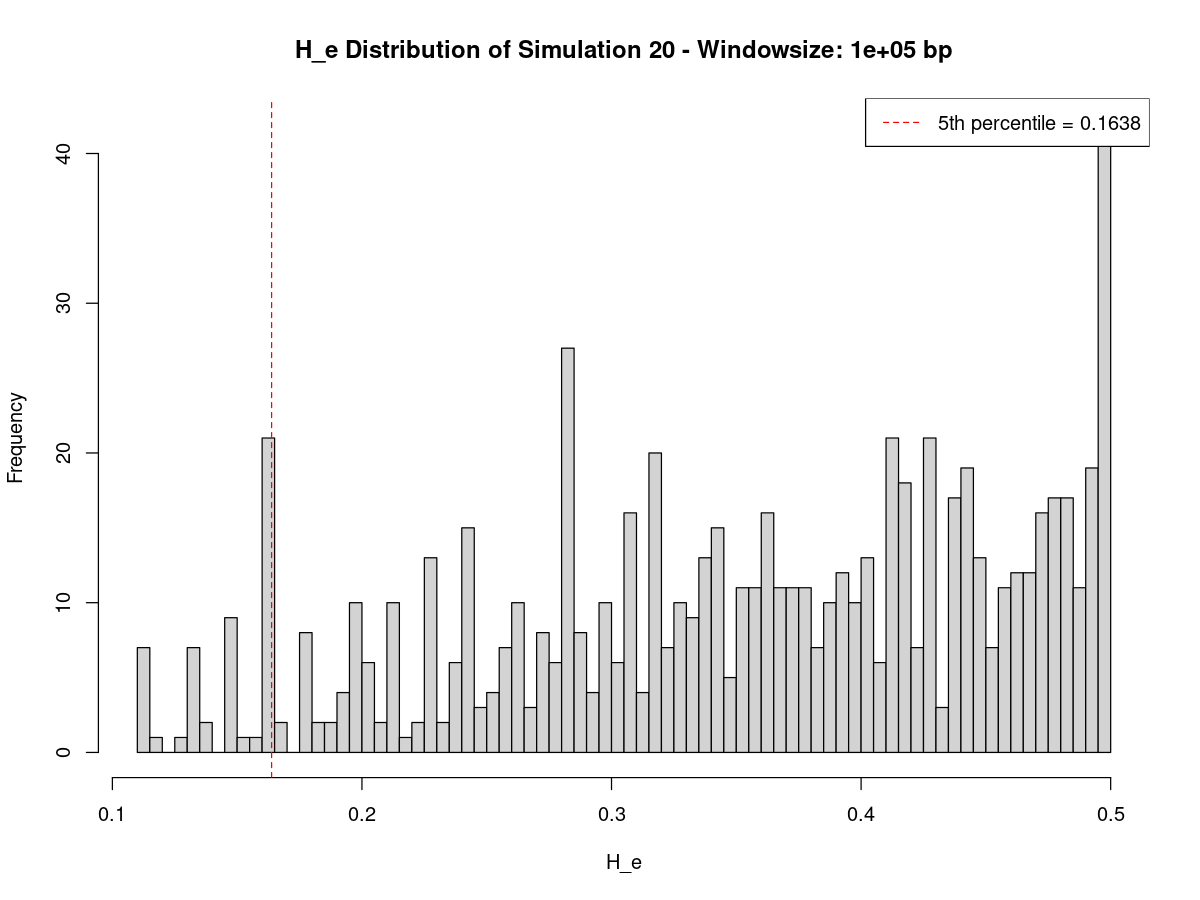 H_e Distribution of Simulation 20 - Windowsize: 1e+05 bp
5th percentile = 0.1638
40
30
20
10
0
Frequency
0.1 0.2 0.3 0.4 0.5
H_e